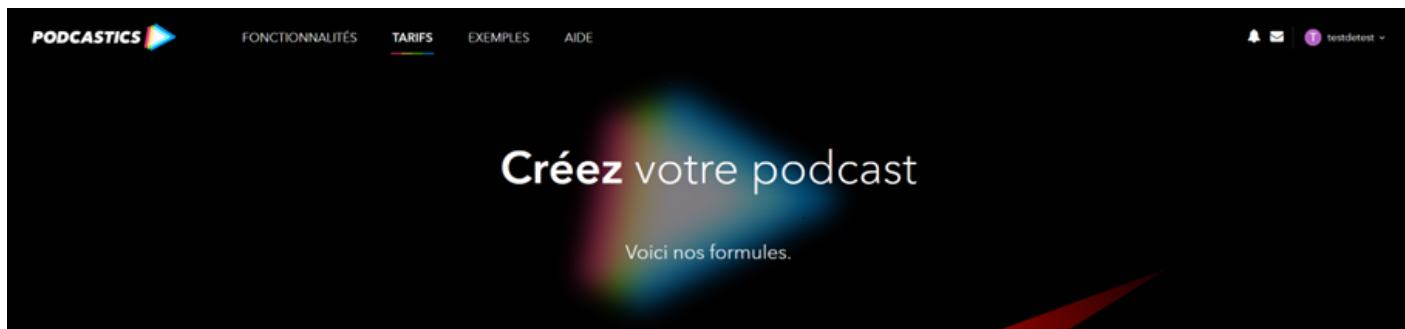 PODCASTICS FONCTIONNALITÉS TARIFS EXEMPLES AIDE T testdetest
Créez votre podcast
Voici nos formules.